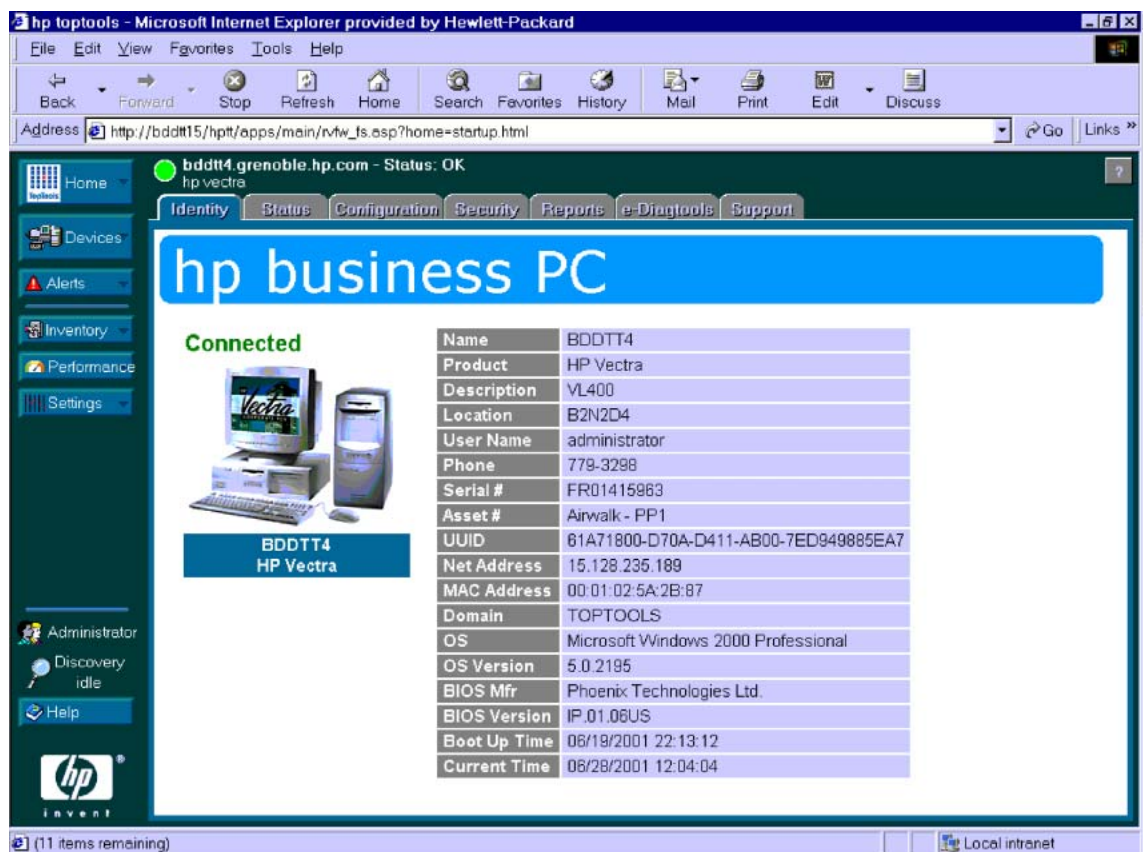 hp toptools - Microsoft Internet Explorer provided by Hewlett-Packard
File Edit View Favorites Tools Help
Back Forward Stop Refresh Home Search Favorites History Mail Print Edit Discuss
Address http://bddtt15/hptt/apps/main/rvfw_fs.asp?home=startup.html Go Links »
bddtt4.grenoble.hp.com - Status: OK
hp vectra
?
Identity Status Configuration Security Reports e-Diagtools Support
TopTools Home
Devices
Alerts
Inventory
Performance
Settings
hp business PC
Connected
Vectra
BDDTT4
HP Vectra
Name BDDTT4
Product HP Vectra
Description VL400
Location B2N2D4
User Name administrator
Phone 779-3298
Serial # FR01415963
Asset # Airwalk - PP1
UUID 61A71800-D70A-D411-AB00-7ED949885EA7
Net Address 15.128.235.189
MAC Address 00:01:02:5A:2B:87
Domain TOPTOOLS
OS Microsoft Windows 2000 Professional
OS Version 5.0.2195
BIOS Mfr Phoenix Technologies Ltd.
BIOS Version IP.01.06US
Boot Up Time 06/19/2001 22:13:12
Current Time 06/28/2001 12:04:04
Administrator
Discovery
idle
Help
hp ®
invent
(11 items remaining) Local intranet